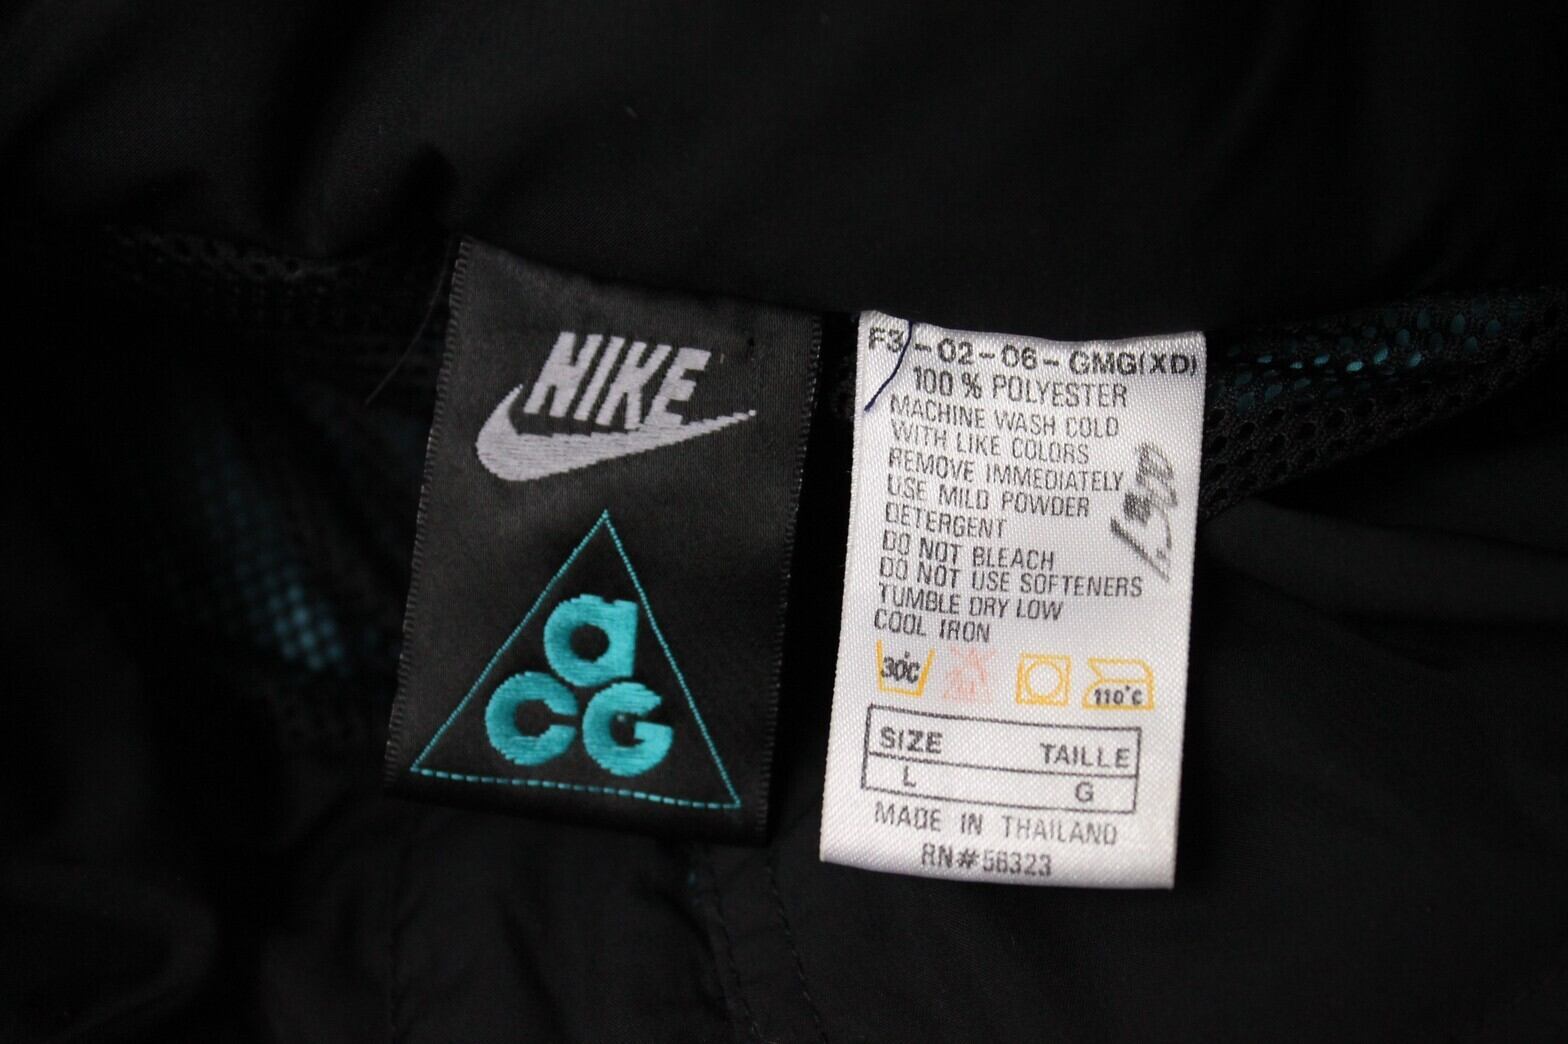 NIKE
a
CG
F3-02-06-GMG(XD)
100% POLYESTER
MACHINE WASH COLD
WITH LIKE COLORS
REMOVE IMMEDIATELY
USE MILD POWDER
DETERGENT
DO NOT BLEACH
DO NOT USE SOFTENERS
TUMBLE DRY LOW
COOL IRON
30°C
110°C
SIZE TAILLE
L G
MADE IN THAILAND
RN#56323